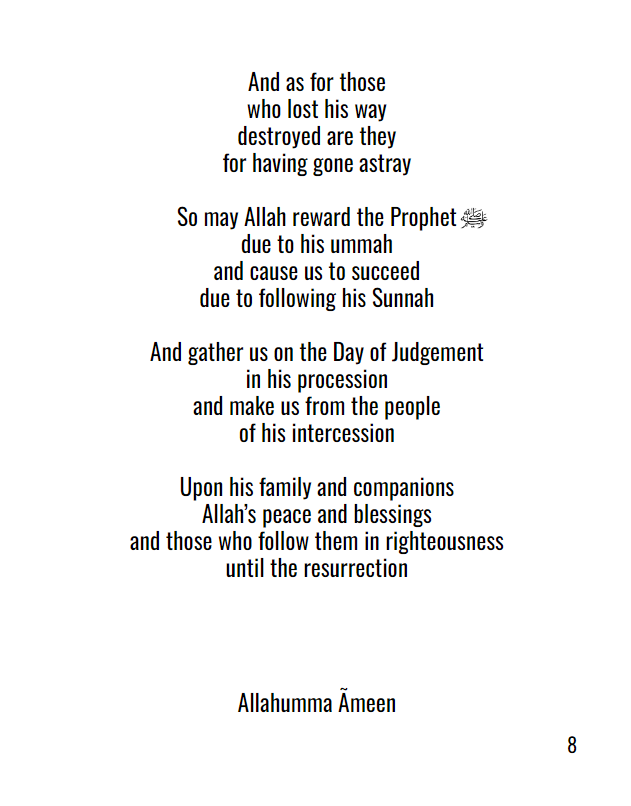 And as for those
who lost his way
destroyed are they
for having gone astray
So may Allah reward the Prophet ﷺ
due to his ummah
and cause us to succeed
due to following his Sunnah
And gather us on the Day of Judgement
in his procession
and make us from the people
of his intercession
Upon his family and companions
Allah’s peace and blessings
and those who follow them in righteousness
until the resurrection
Allahumma Ãmeen
8